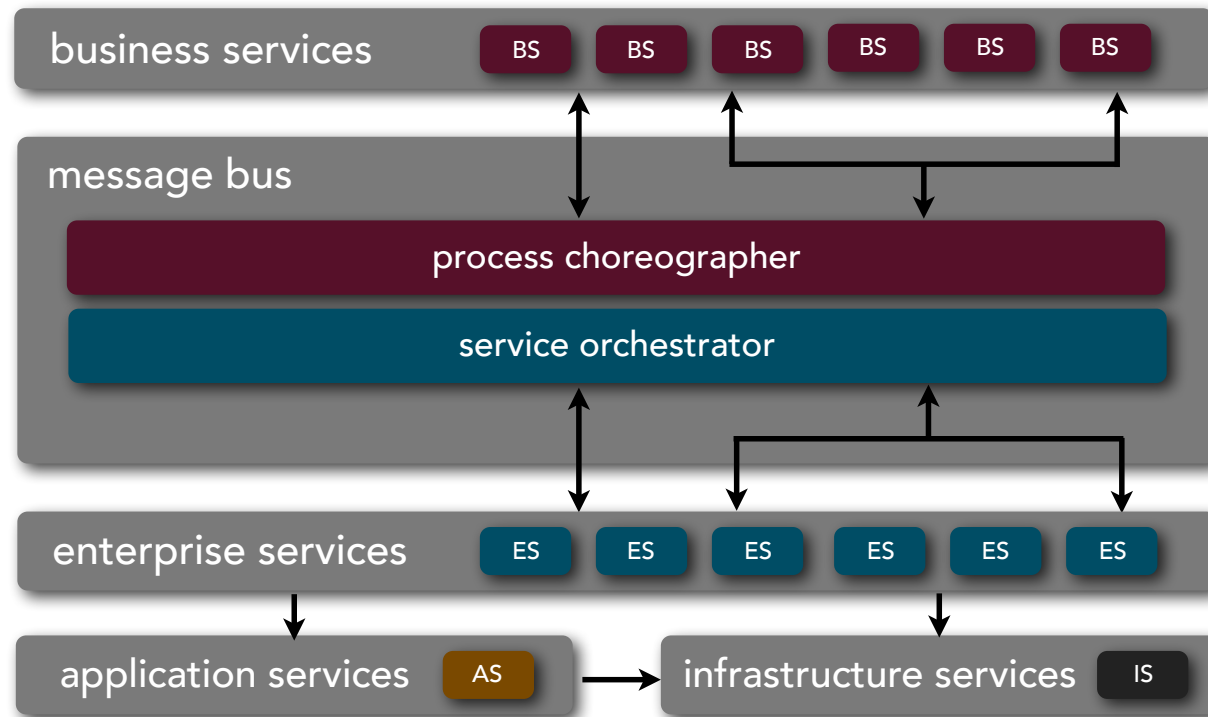 business services BS BS BS BS BS BS
message bus
process choreographer
service orchestrator
enterprise services ES ES ES ES ES ES
application services AS infrastructure services IS